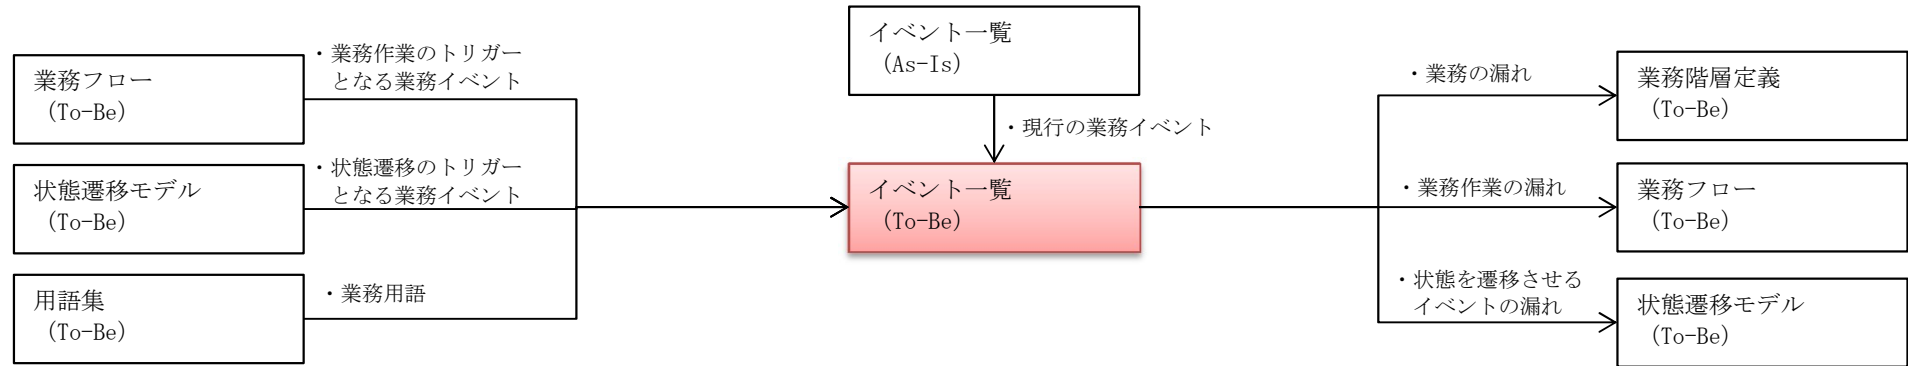 業務フロー
(To-Be)
・業務作業のトリガー
となる業務イベント
状態遷移モデル
(To-Be)
・状態遷移のトリガー
となる業務イベント
用語集
(To-Be)
・業務用語
イベント一覧
(As-Is)
・現行の業務イベント
イベント一覧
(To-Be)
・業務の漏れ
業務階層定義
(To-Be)
・業務作業の漏れ
業務フロー
(To-Be)
・状態を遷移させる
イベントの漏れ
状態遷移モデル
(To-Be)